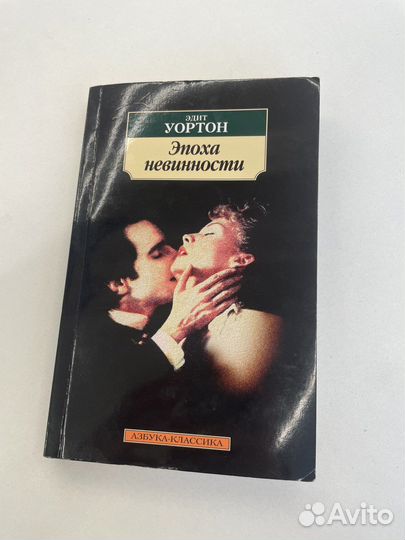 ЭДИТ
УОРТОН
Эпоха
невинности
АЗБУКА-КЛАССИКА
Avito